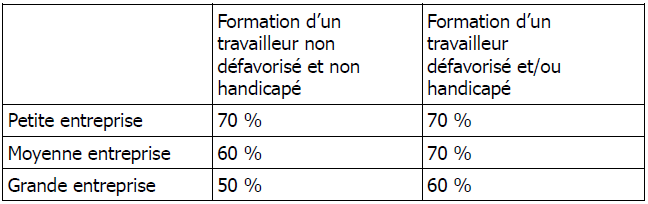 Formation d'un
travailleur non
défavorisé et non
handicapé
Formation d'un
travailleur
défavorisé et/ou
handicapé
Petite entreprise 70 % 70 %
Moyenne entreprise 60 % 70 %
Grande entreprise 50 % 60 %